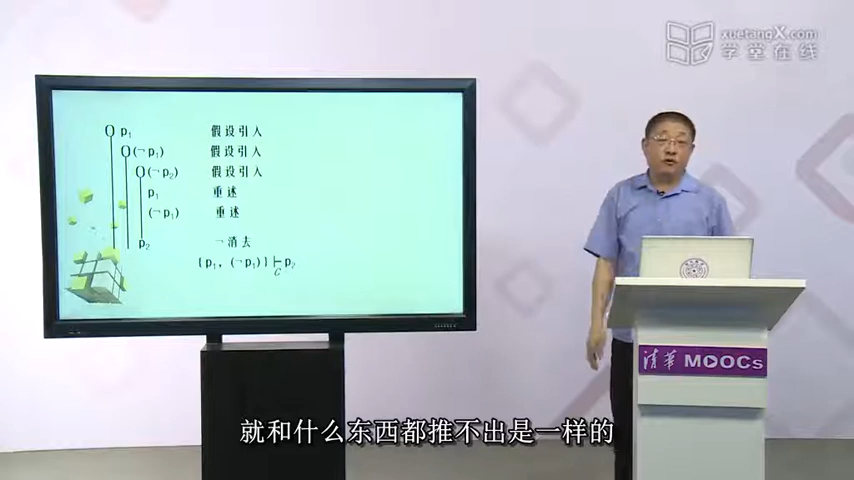 xuetangX.com
学堂在线
p₁ 假设引入
(¬p₁) 假设引入
(¬p₂) 假设引入
p₁ 重述
(¬p₁) 重述
p₂ ¬消去
{p₁, (¬p₁)}⊢p₂
C
清华 MOOCs
就和什么东西都推不出是一样的